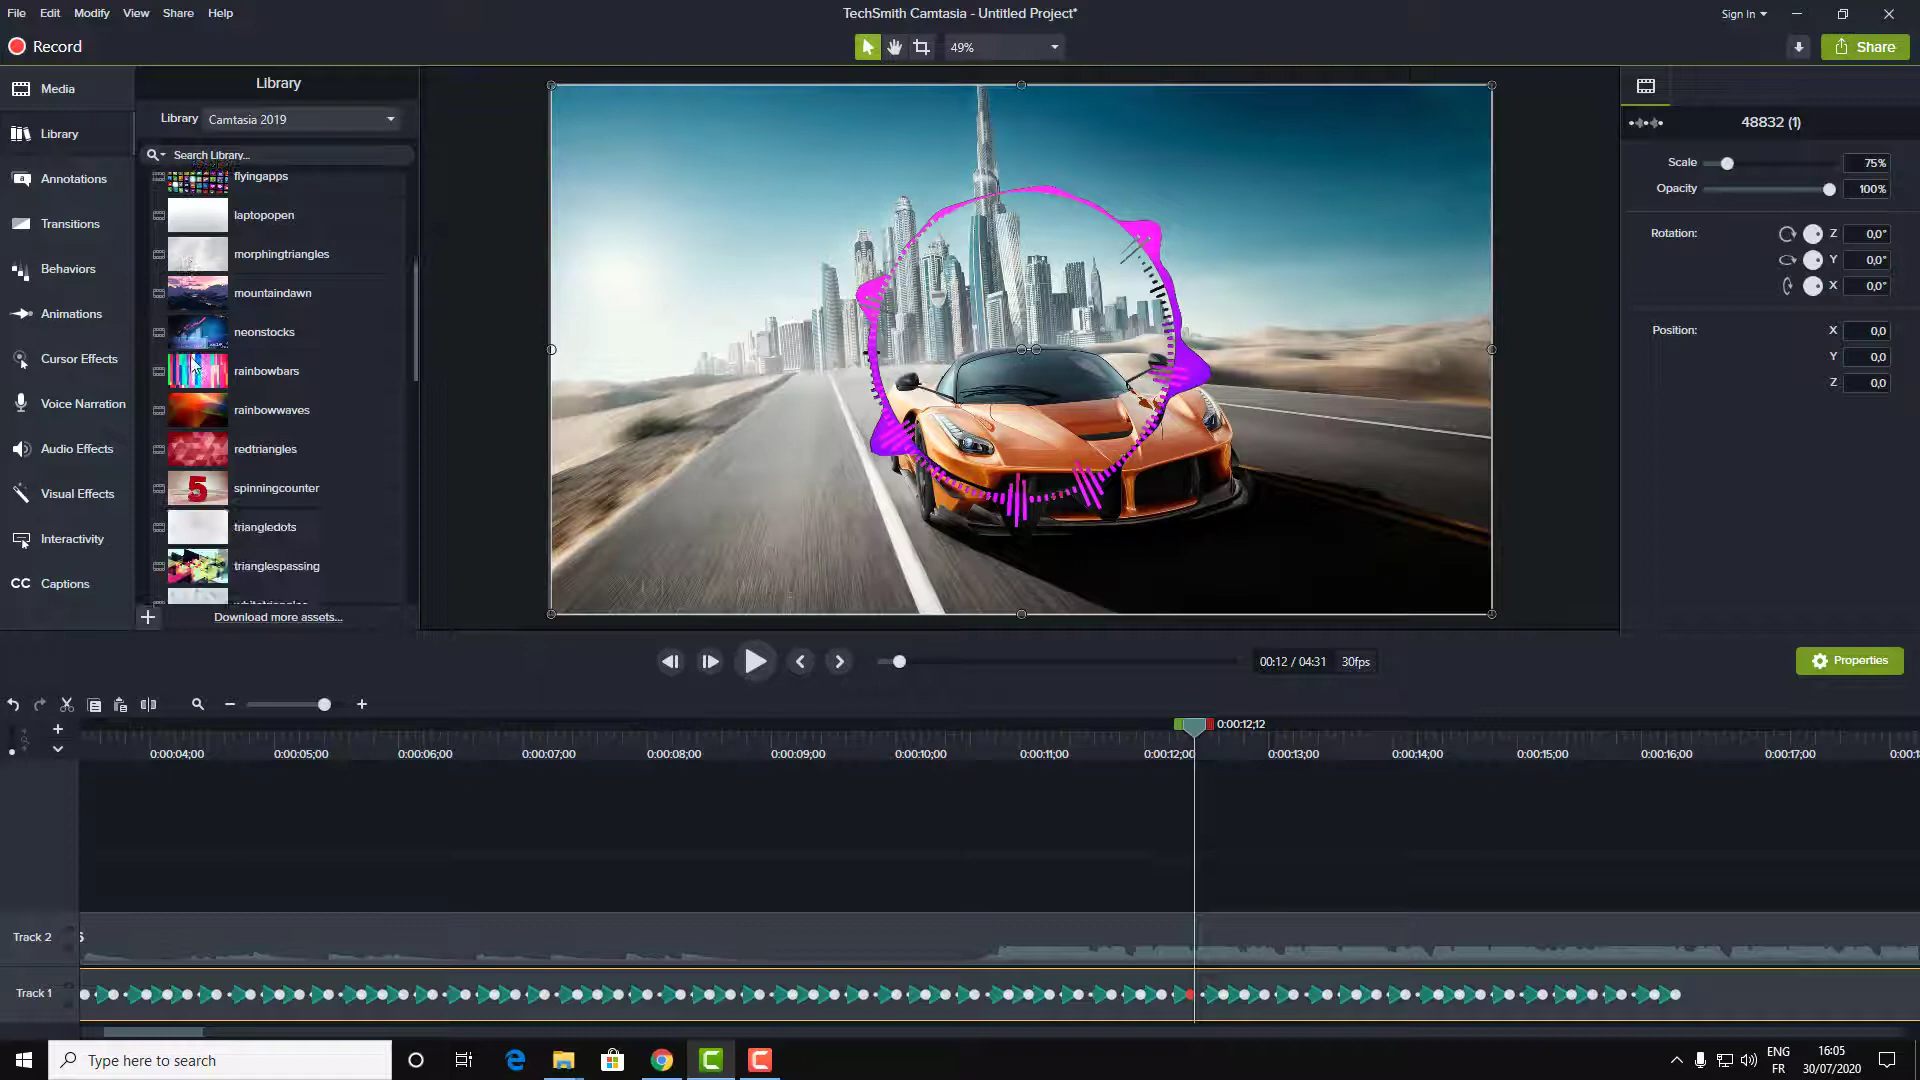 File Edit Modify View Share Help
TechSmith Camtasia - Untitled Project*
Sign In
Record
49%
Share
Media
Library
Annotations
Transitions
Behaviors
Animations
Cursor Effects
Voice Narration
Audio Effects
Visual Effects
Interactivity
CC Captions
Library
Library Camtasia 2019
Search Library...
flyingapps
laptopopen
morphingtriangles
mountaindawn
neonstocks
rainbowbars
rainbowwaves
redtriangles
5 spinningcounter
triangledots
trianglespassing
Download more assets...
48832 (1)
Scale 75%
Opacity 100%
Rotation: Z 0,0°
Y 0,0°
X 0,0°
Position: X 0,0
Y 0,0
Z 0,0
00:12 / 04:31 30fps
Properties
0:00:12;12
0:00:04;00 0:00:05;00 0:00:06;00 0:00:07;00 0:00:08;00 0:00:09;00 0:00:10;00 0:00:11;00 0:00:12;00 0:00:13;00 0:00:14;00 0:00:15;00 0:00:16;00 0:00:17;00
Track 2
Track 1
Type here to search
ENG
FR
16:05
30/07/2020